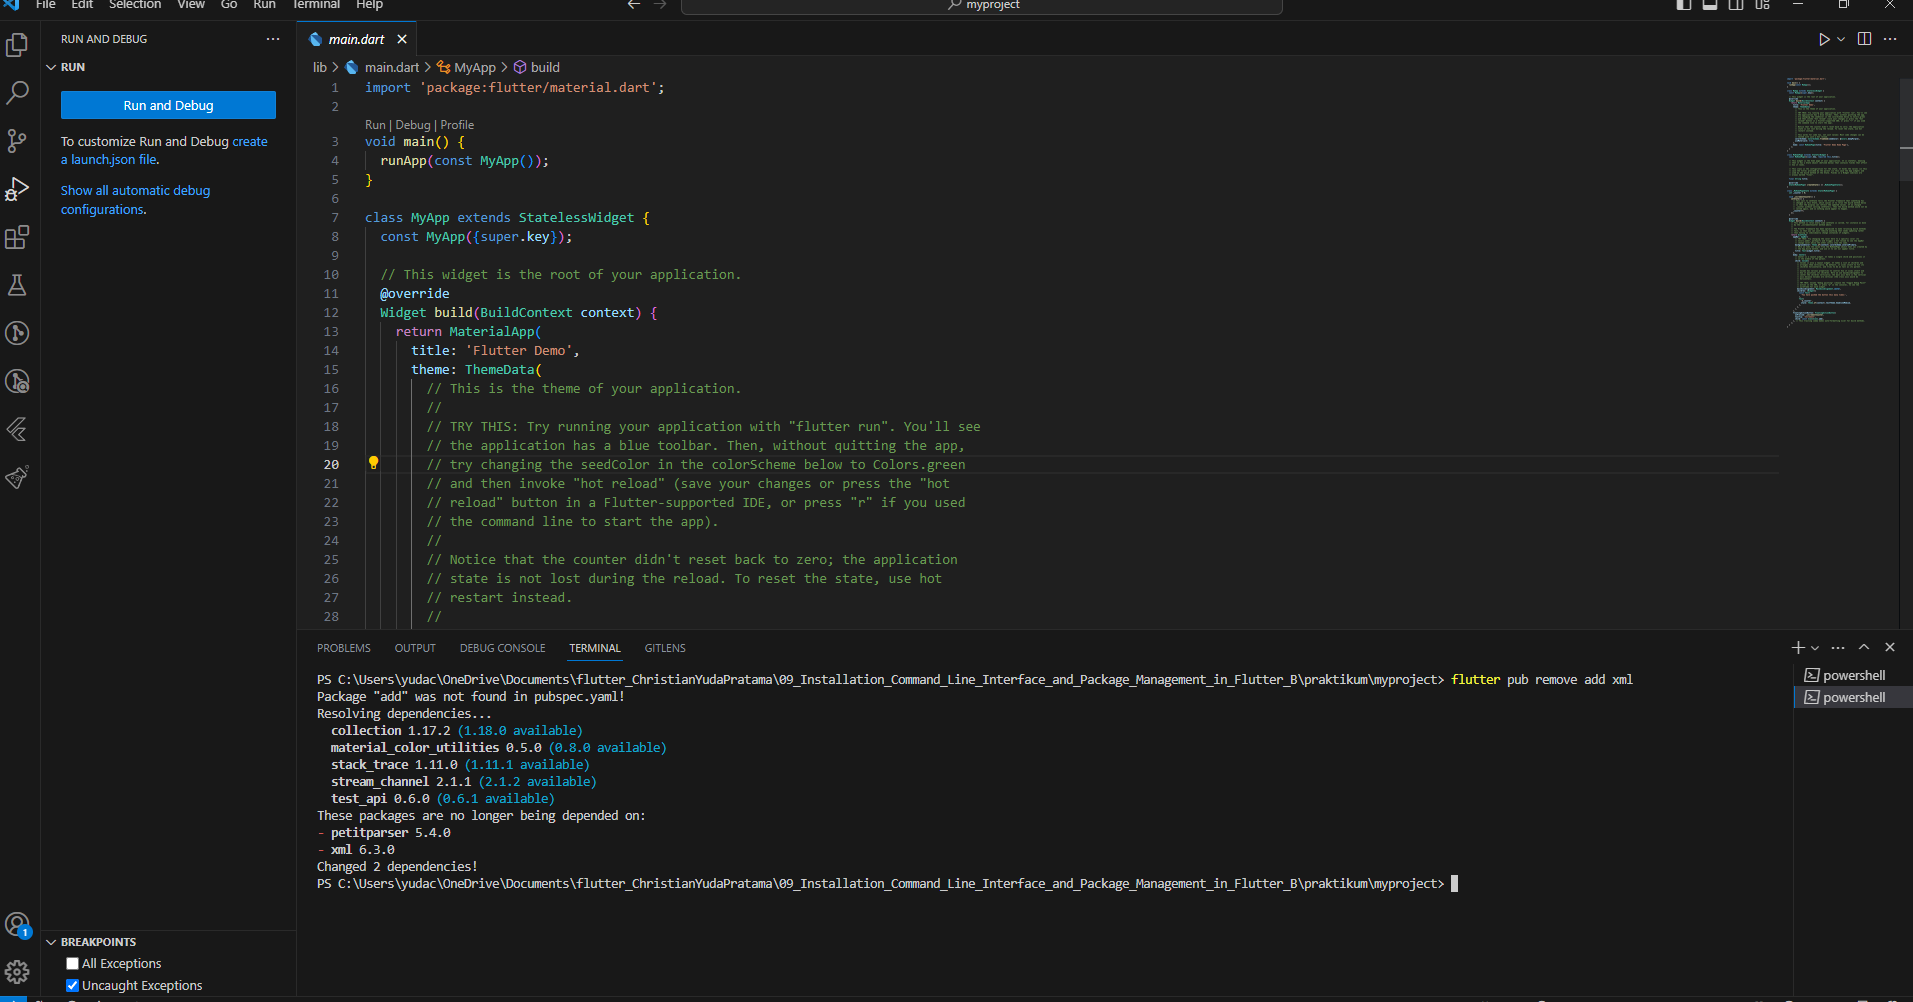 File Edit Selection View Go Run Terminal Help
myproject
RUN AND DEBUG
RUN
Run and Debug
To customize Run and Debug create
a launch.json file.
Show all automatic debug
configurations.
main.dart
lib > main.dart > MyApp > build
1 import 'package:flutter/material.dart';
2
Run | Debug | Profile
3 void main() {
4 runApp(const MyApp());
5 }
6
7 class MyApp extends StatelessWidget {
8 const MyApp({super.key});
9
10 // This widget is the root of your application.
11 @override
12 Widget build(BuildContext context) {
13 return MaterialApp(
14 title: 'Flutter Demo',
15 theme: ThemeData(
16 // This is the theme of your application.
17 //
18 // TRY THIS: Try running your application with "flutter run". You'll see
19 // the application has a blue toolbar. Then, without quitting the app,
20 // try changing the seedColor in the colorScheme below to Colors.green
21 // and then invoke "hot reload" (save your changes or press the "hot
22 // reload" button in a Flutter-supported IDE, or press "r" if you used
23 // the command line to start the app).
24 //
25 // Notice that the counter didn't reset back to zero; the application
26 // state is not lost during the reload. To reset the state, use hot
27 // restart instead.
28 //
PROBLEMS OUTPUT DEBUG CONSOLE TERMINAL GITLENS
PS C:\Users\yudac\OneDrive\Documents\flutter_ChristianYudaPratama\09_Installation_Command_Line_Interface_and_Package_Management_in_Flutter_B\praktikum\myproject> flutter pub remove add xml
Package "add" was not found in pubspec.yaml!
Resolving dependencies...
collection 1.17.2 (1.18.0 available)
material_color_utilities 0.5.0 (0.8.0 available)
stack_trace 1.11.0 (1.11.1 available)
stream_channel 2.1.1 (2.1.2 available)
test_api 0.6.0 (0.6.1 available)
These packages are no longer being depended on:
- petitparser 5.4.0
- xml 6.3.0
Changed 2 dependencies!
PS C:\Users\yudac\OneDrive\Documents\flutter_ChristianYudaPratama\09_Installation_Command_Line_Interface_and_Package_Management_in_Flutter_B\praktikum\myproject>
powershell
powershell
1
BREAKPOINTS
All Exceptions
Uncaught Exceptions